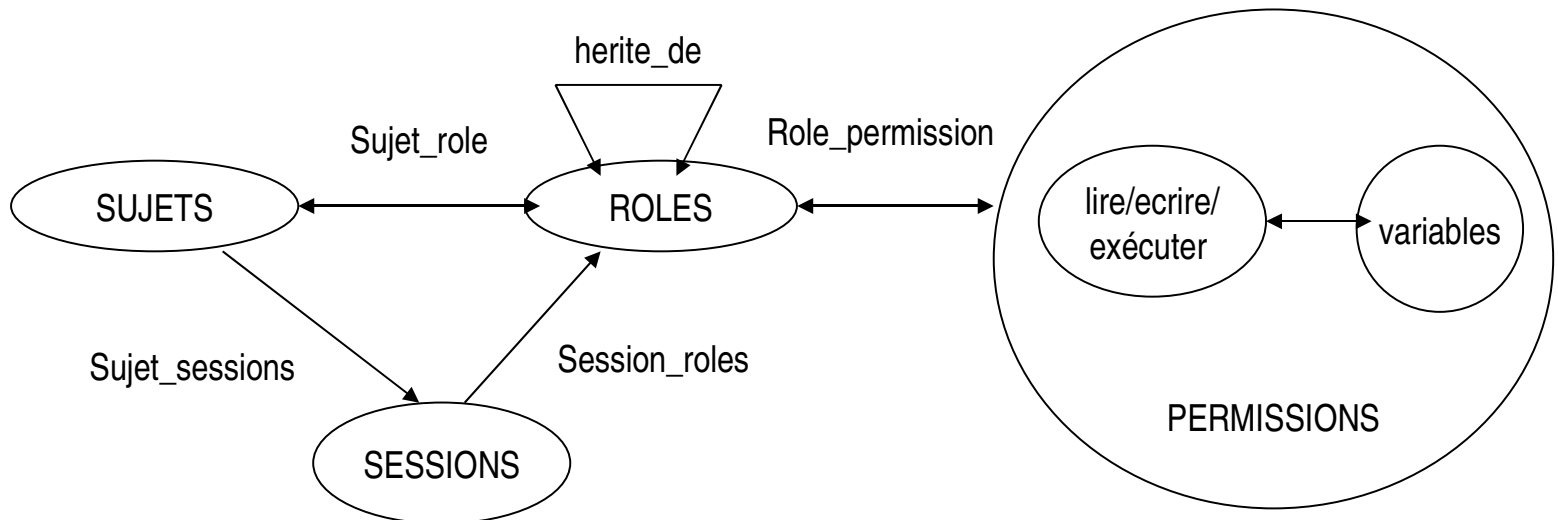 herite_de
Sujet_role
Role_permission
SUJETS
ROLES
lire/ecrire/
exécuter
variables
Sujet_sessions
Session_roles
PERMISSIONS
SESSIONS